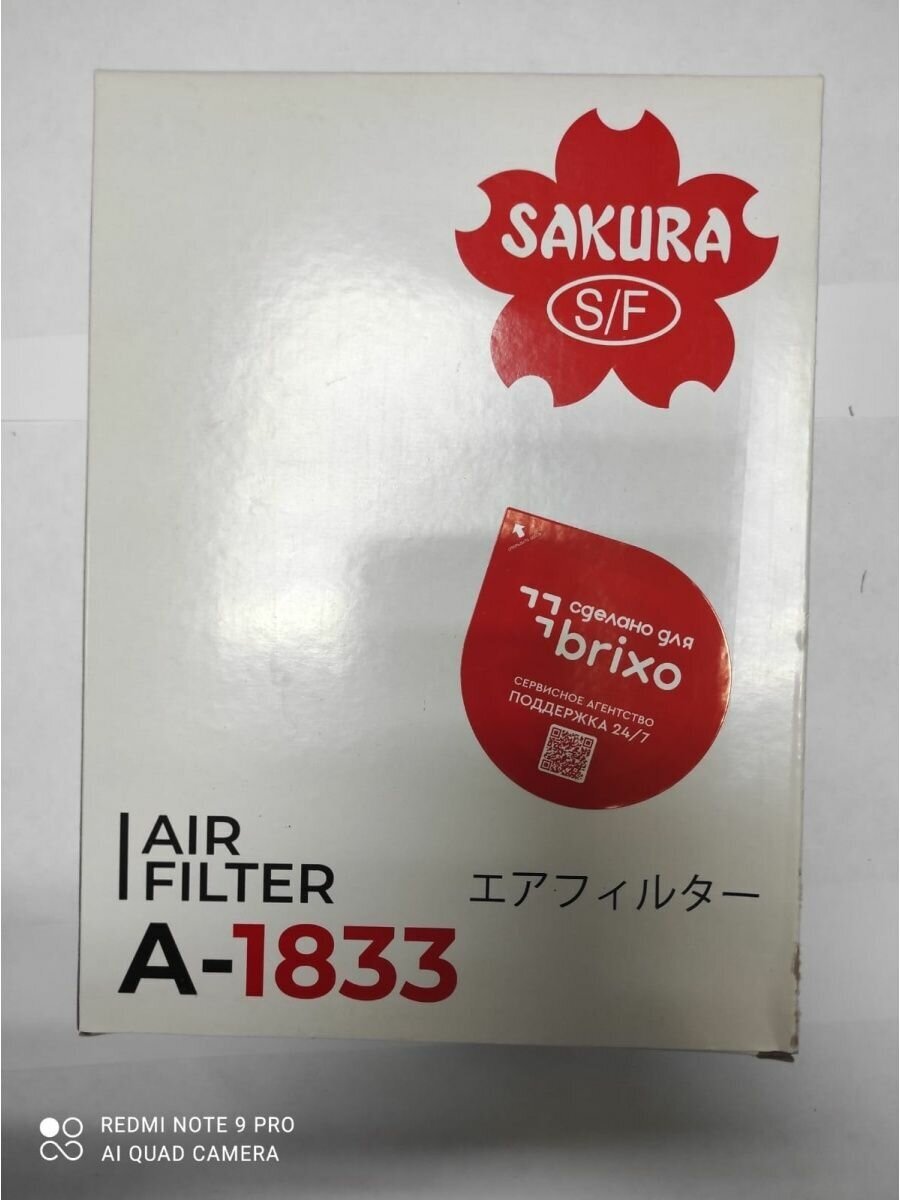 SAKURA
S/F
сделано для
brixo
СЕРВИСНОЕ АГЕНТСТВО
ПОДДЕРЖКА 24/7
AIR
FILTER
エアフィルター
A-1833
REDMI NOTE 9 PRO
AI QUAD CAMERA